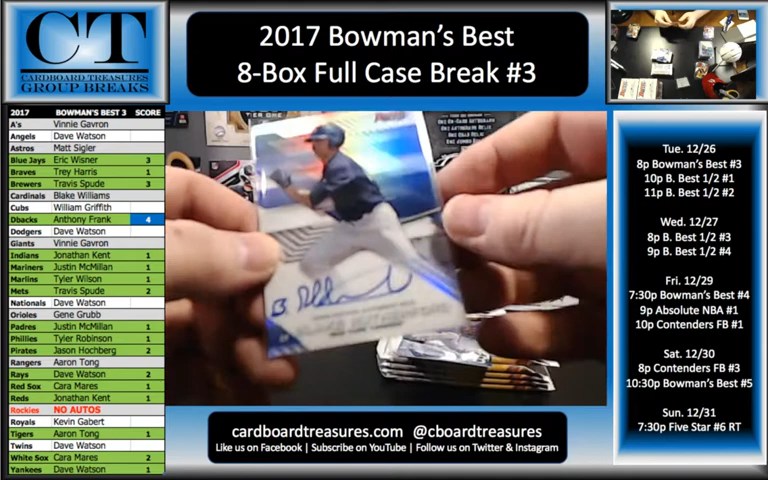 CT
CARDBOARD TREASURES
GROUP BREAKS
2017 Bowman's Best
8-Box Full Case Break #3
2017 BOWMAN'S BEST 3 SCORE
A's Vinnie Gavron
Angels Dave Watson
Astros Matt Sigler
Blue Jays Eric Wisner 3
Braves Trey Harris 1
Brewers Travis Spude 3
Cardinals Blake Williams
Cubs William Griffith
Dbacks Anthony Frank 4
Dodgers Dave Watson
Giants Vinnie Gavron
Indians Jonathan Kent 1
Mariners Justin McMillan 1
Marlins Tyler Wilson 1
Mets Travis Spude 2
Nationals Dave Watson
Orioles Gene Grubb
Padres Justin McMillan 1
Phillies Tyler Robinson 1
Pirates Jason Hochberg 2
Rangers Aaron Tong
Rays Dave Watson 2
Red Sox Cara Mares 1
Reds Jonathan Kent 1
Rockies NO AUTOS
Royals Kevin Gabert
Tigers Aaron Tong 1
Twins Dave Watson
White Sox Cara Mares 2
Yankees Dave Watson 1
TIER ONE
ONE ON-CARD AUTOGRAPH
ONE AUTOGRAPH RELIC
Tue. 12/26
8p Bowman's Best #3
10p B. Best 1/2 #1
11p B. Best 1/2 #2
Wed. 12/27
8p B. Best 1/2 #3
9p B. Best 1/2 #4
Fri. 12/29
7:30p Bowman's Best #4
9p Absolute NBA #1
10p Contenders FB #1
Sat. 12/30
8p Contenders FB #3
10:30p Bowman's Best #5
Sun. 12/31
7:30p Five Star #6 RT
cardboardtreasures.com @cboardtreasures
Like us on Facebook | Subscribe on YouTube | Follow us on Twitter & Instagram